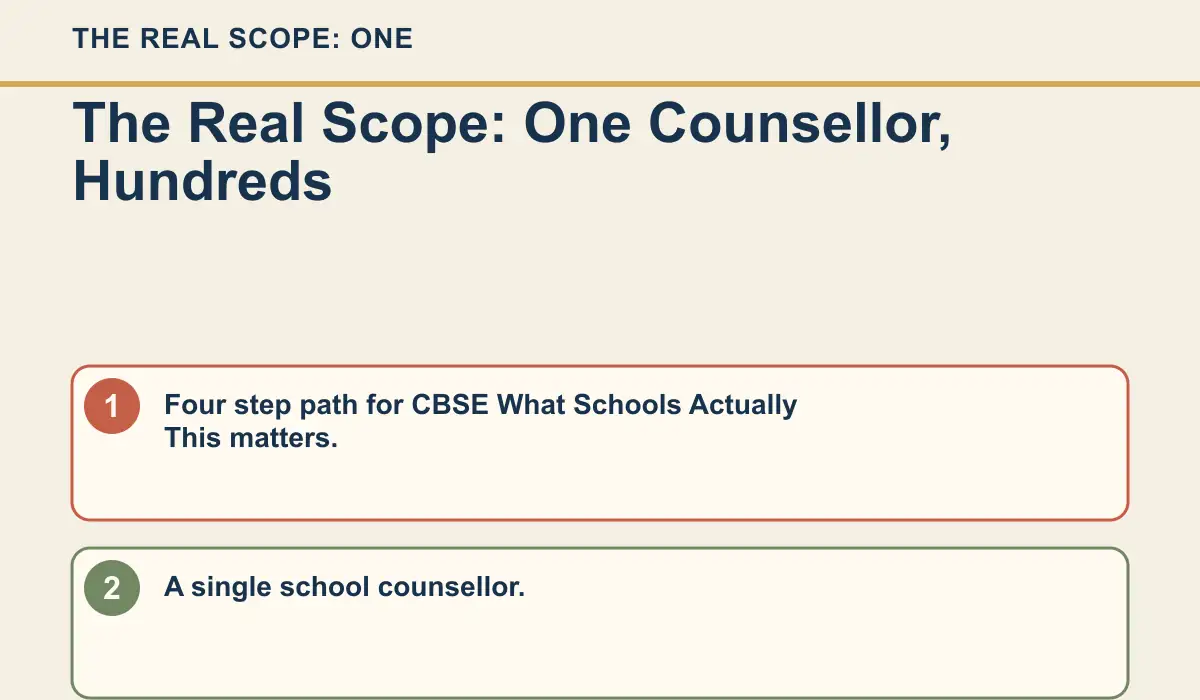 THE REAL SCOPE: ONE
The Real Scope: One Counsellor,
Hundreds
1
Four step path for CBSE What Schools Actually
This matters.
2
A single school counsellor.